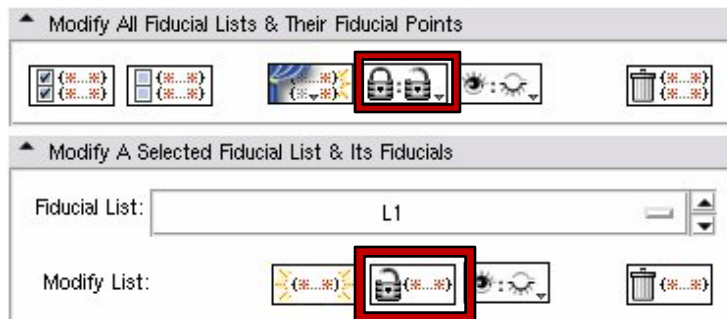 Modify All Fiducial Lists & Their Fiducial Points
Modify A Selected Fiducial List & Its Fiducials
Fiducial List: L1
Modify List: